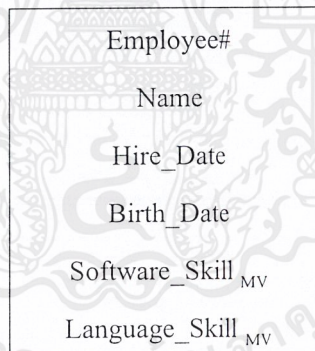 Employee#
Name
Hire_Date
Birth_Date
Software_Skill MV
Language_Skill MV